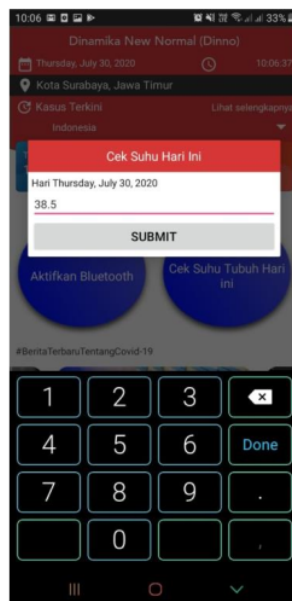 10:06
33%
Dinamika New Normal (Dinno)
Thursday, July 30, 2020
10:06:37
Kota Surabaya, Jawa Timur
Kasus Terkini
Lihat selengkapnya
Indonesia
Cek Suhu Hari Ini
Hari Thursday, July 30, 2020
38.5
SUBMIT
Aktifkan Bluetooth
Cek Suhu Tubuh Hari
ini
#BeritaTerbaruTentangCovid-19
1 2 3
4 5 6 Done
7 8 9 .
0 ,